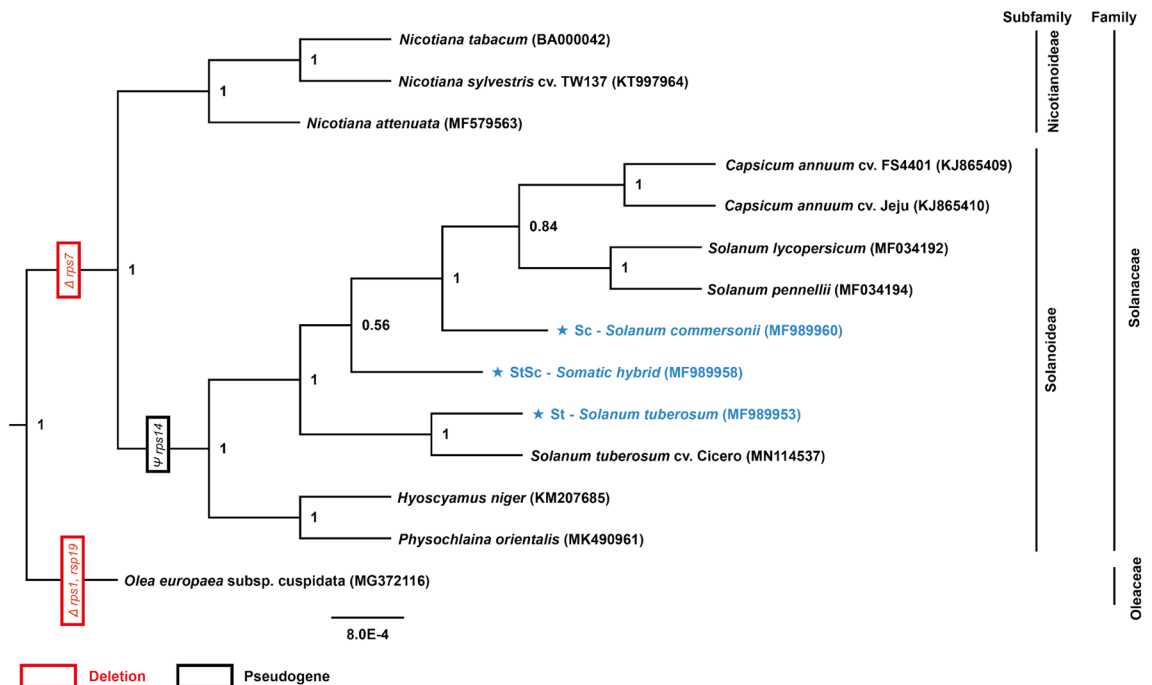 Subfamily Family
Nicotiana tabacum (BA000042)
1
Nicotiana sylvestris cv. TW137 (KT997964)
1
Nicotiana attenuata (MF579563)
Nicotianoideae
Capsicum annuum cv. FS4401 (KJ865409)
1
Capsicum annuum cv. Jeju (KJ865410)
0.84
Solanum lycopersicum (MF034192)
1
Solanum pennellii (MF034194)
1
Δ rps7
1
0.56
★ Sc - Solanum commersonii (MF989960)
★ StSc - Somatic hybrid (MF989958)
1
★ St - Solanum tuberosum (MF989953)
1
Solanum tuberosum cv. Cicero (MN114537)
1
Ψ rps14
1
Hyoscyamus niger (KM207685)
1
Physochlaina orientalis (MK490961)
Solanoideae
Solanaceae
Δ rps1, rsp19
Olea europaea subsp. cuspidata (MG372116)
Oleaceae
8.0E-4
Deletion
Pseudogene